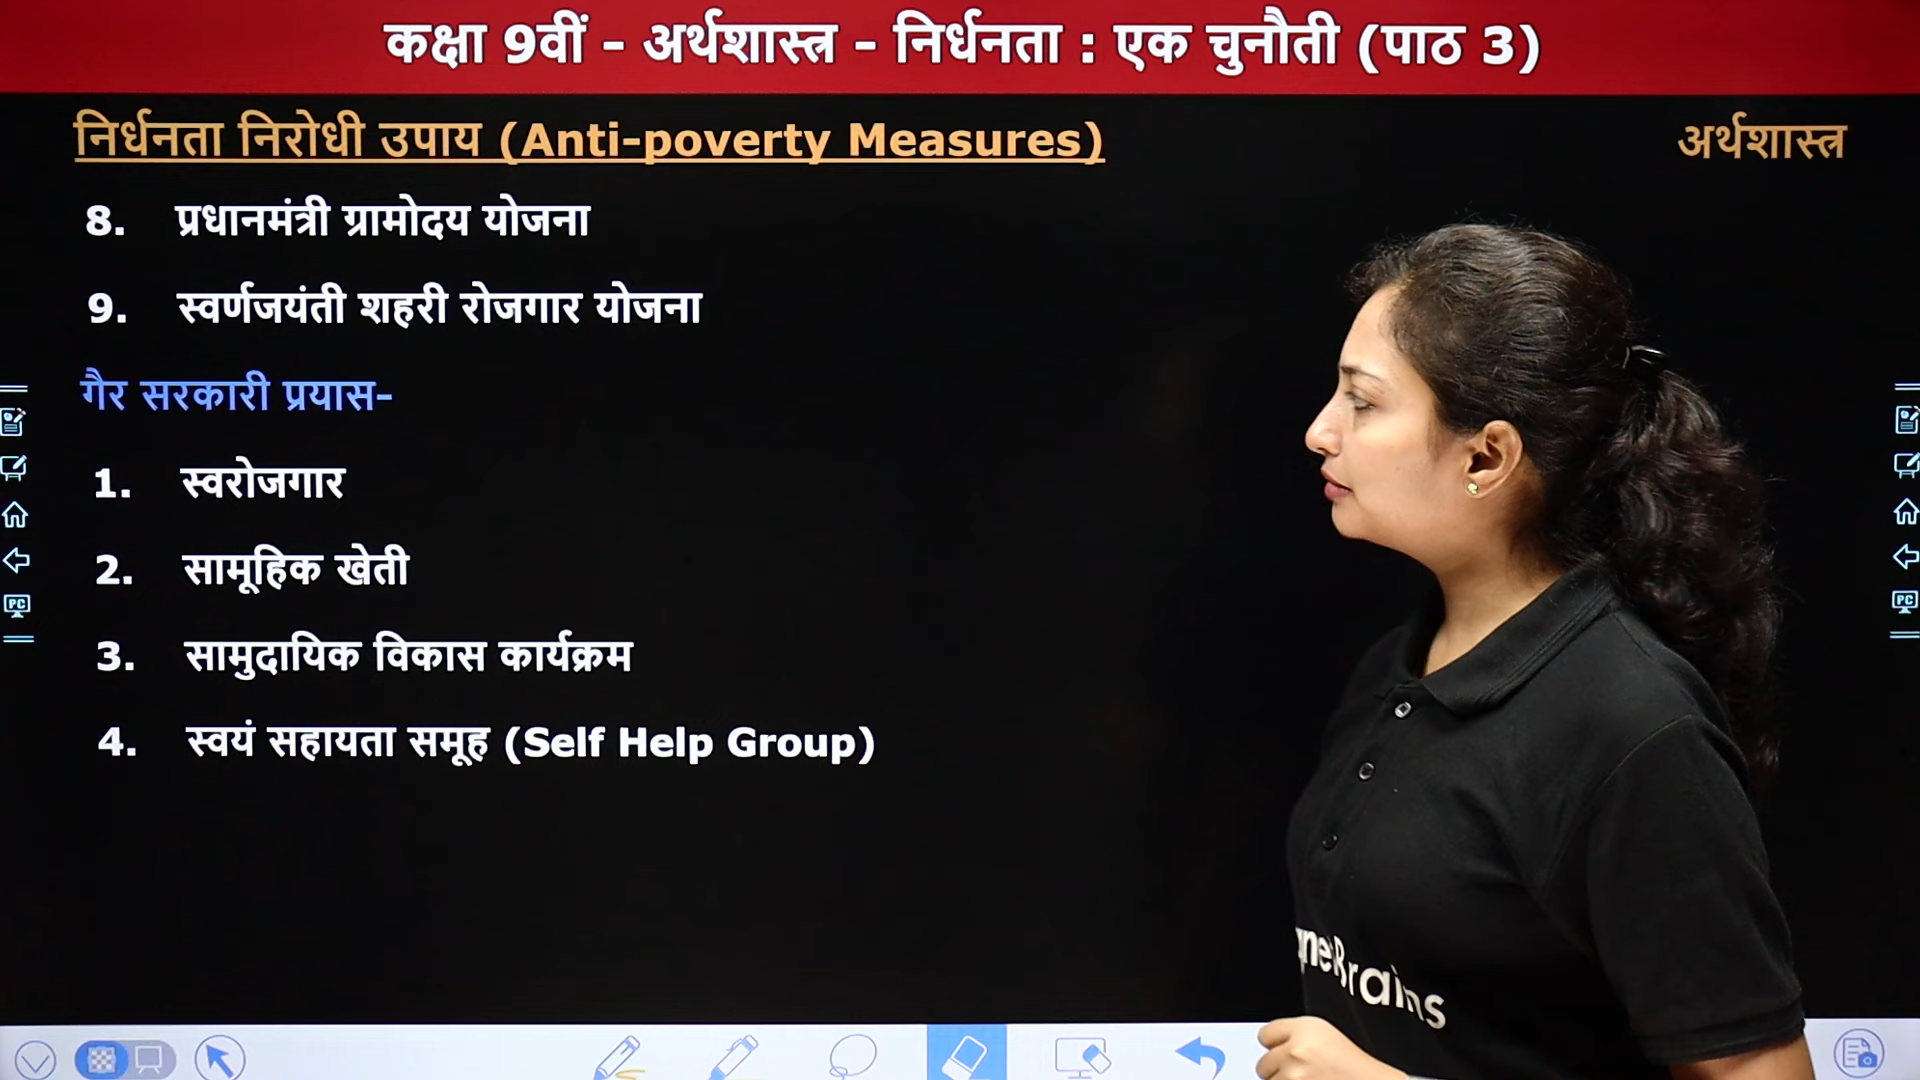 कक्षा 9वीं - अर्थशास्त्र - निर्धनता : एक चुनौती (पाठ 3)
निर्धनता निरोधी उपाय (Anti-poverty Measures)
अर्थशास्त्र
8. प्रधानमंत्री ग्रामोदय योजना
9. स्वर्णजयंती शहरी रोजगार योजना
गैर सरकारी प्रयास-
1. स्वरोजगार
2. सामूहिक खेती
3. सामुदायिक विकास कार्यक्रम
4. स्वयं सहायता समूह (Self Help Group)
PC
PC